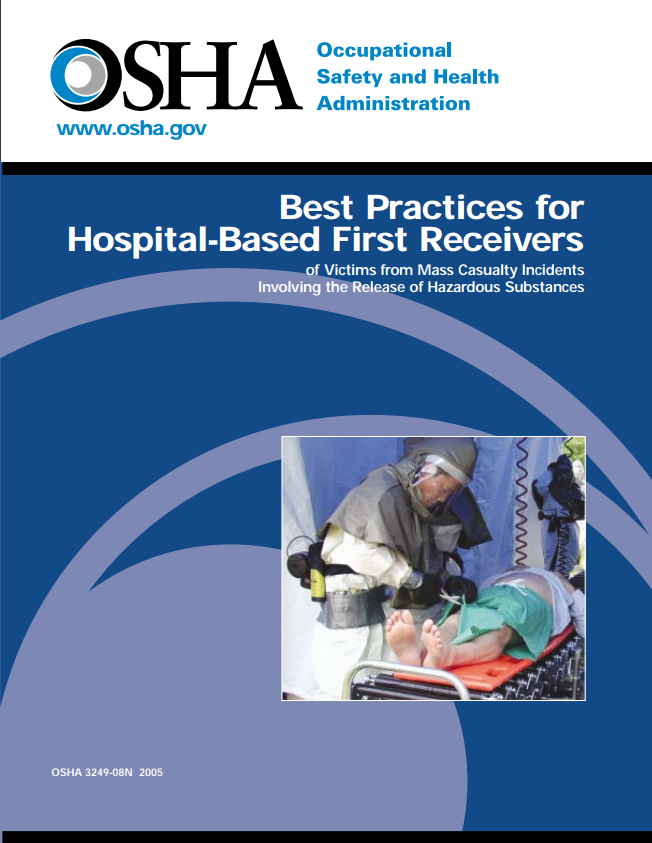 OSHA
www.osha.gov
Occupational
Safety and Health
Administration
Best Practices for
Hospital-Based First Receivers
of Victims from Mass Casualty Incidents
Involving the Release of Hazardous Substances
OSHA 3249-08N 2005